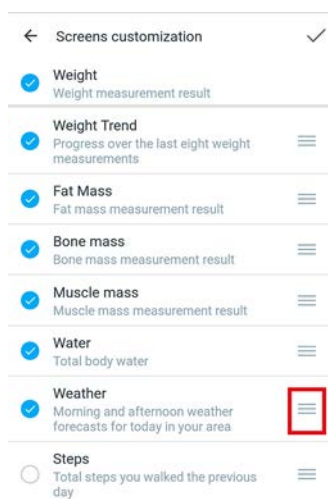 Screens customization
Weight
Weight measurement result
Weight Trend
Progress over the last eight weight
measurements
Fat Mass
Fat mass measurement result
Bone mass
Bone mass measurement result
Muscle mass
Muscle mass measurement result
Water
Total body water
Weather
Morning and afternoon weather
forecasts for today in your area
Steps
Total steps you walked the previous
day